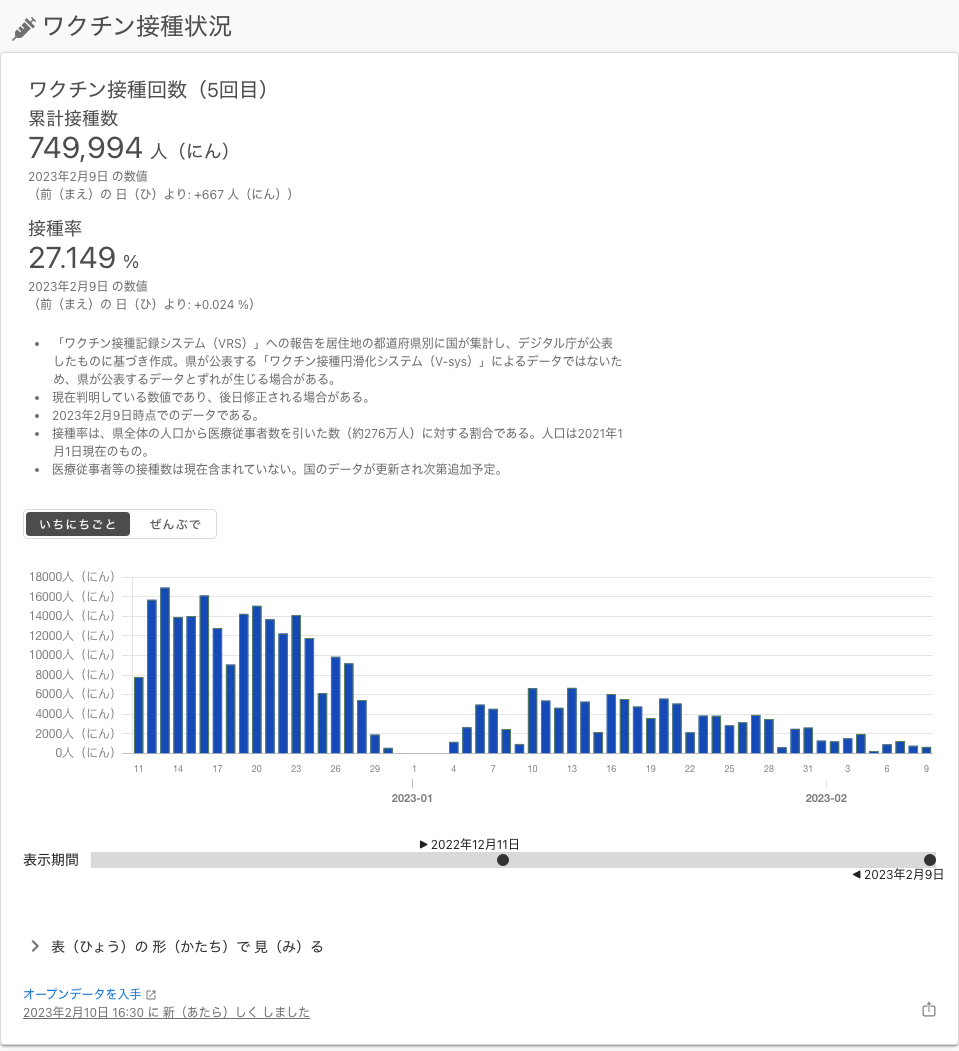 ワクチン接種状況
ワクチン接種回数（5回目）
累計接種数
749,994 人（にん）
2023年2月9日 の数値
（前（まえ）の 日（ひ）より: +667 人（にん））
接種率
27.149 %
2023年2月9日 の数値
（前（まえ）の 日（ひ）より: +0.024 %）
• 「ワクチン接種記録システム（VRS）」への報告を居住地の都道府県別に国が集計し、デジタル庁が公表
したものに基づき作成。県が公表する「ワクチン接種円滑化システム（V-sys）」によるデータではないた
め、県が公表するデータとずれが生じる場合がある。
• 現在判明している数値であり、後日修正される場合がある。
• 2023年2月9日時点でのデータである。
• 接種率は、県全体の人口から医療従事者数を引いた数（約276万人）に対する割合である。人口は2021年1
月1日現在のもの。
• 医療従事者等の接種数は現在含まれていない。国のデータが更新され次第追加予定。
いちにちごと ぜんぶで
18000人（にん）
16000人（にん）
14000人（にん）
12000人（にん）
10000人（にん）
8000人（にん）
6000人（にん）
4000人（にん）
2000人（にん）
0人（にん）
11 14 17 20 23 26 29 1 4 7 10 13 16 19 22 25 28 31 3 6 9
2023-01 2023-02
▶ 2022年12月11日
表示期間
◀ 2023年2月9日
表（ひょう）の 形（かたち）で 見（み）る
オープンデータを入手
2023年2月10日 16:30 に 新（あたら）しく しました